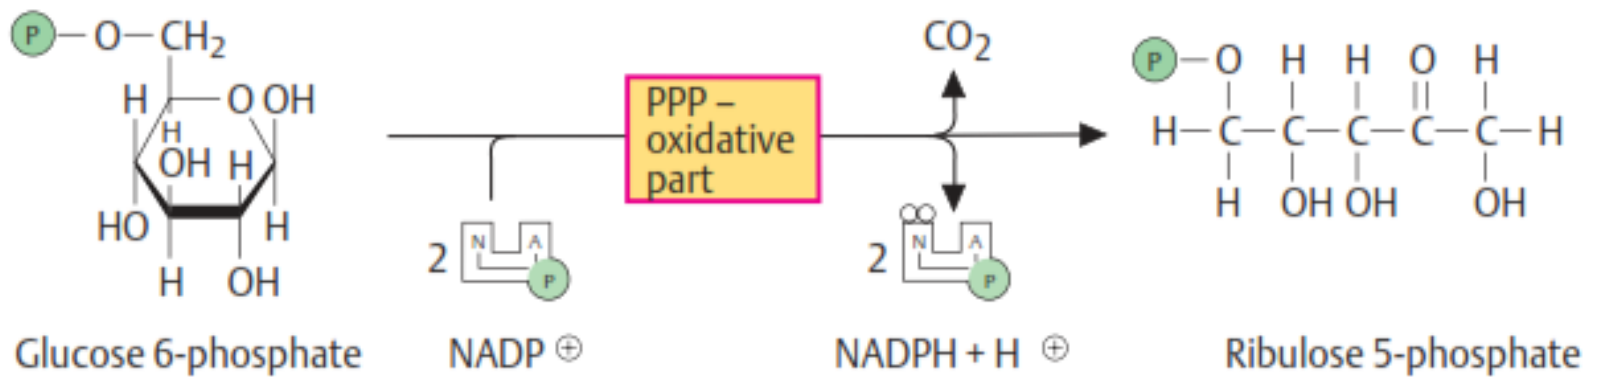 P O CH2
CO2
P O H H O H
H O OH
H
OH H
PPP –
oxidative
part
H C C C C C H
HO H
H OH OH OH
H OH
2 N A P
2 N A P
Glucose 6-phosphate
NADP ⊕
NADPH + H ⊕
Ribulose 5-phosphate